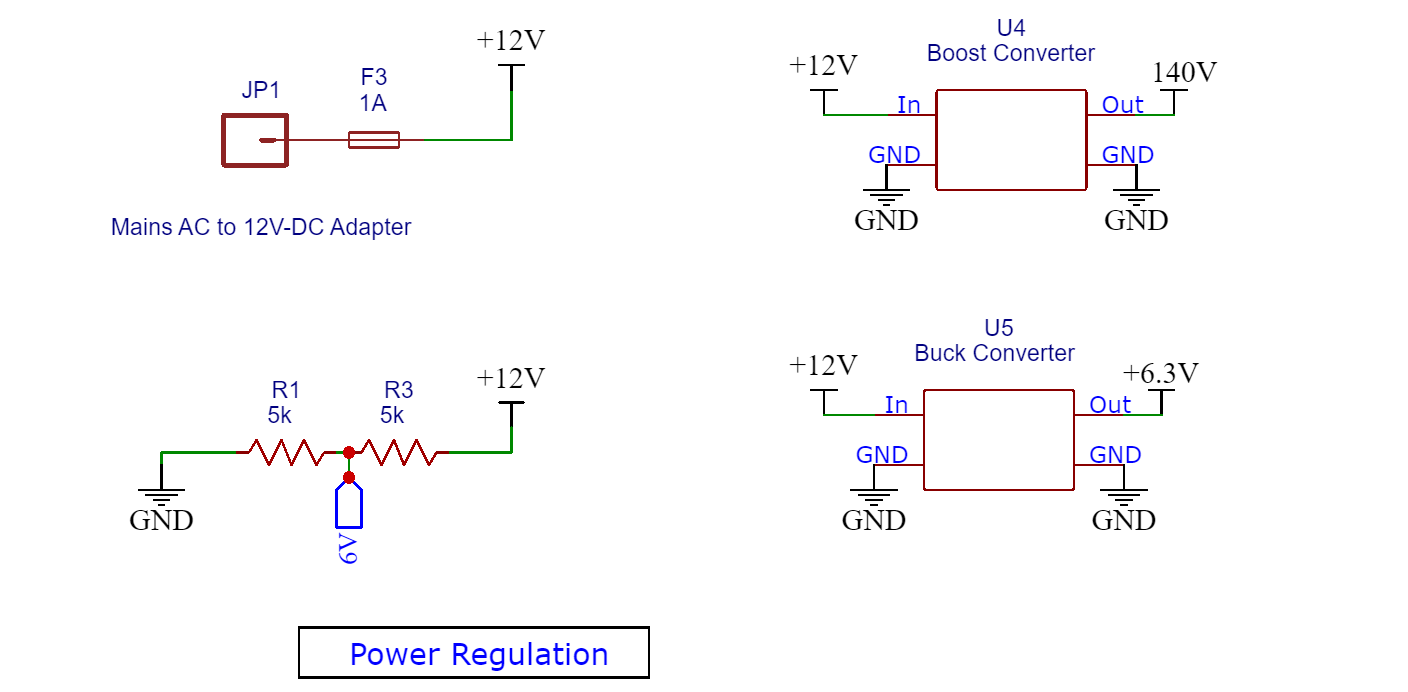 JP1
F3
1A
+12V
Mains AC to 12V-DC Adapter
U4
Boost Converter
+12V
140V
In
Out
GND
GND
GND
GND
R1
5k
R3
5k
+12V
GND
6V
U5
Buck Converter
+12V
+6.3V
In
Out
GND
GND
GND
GND
Power Regulation